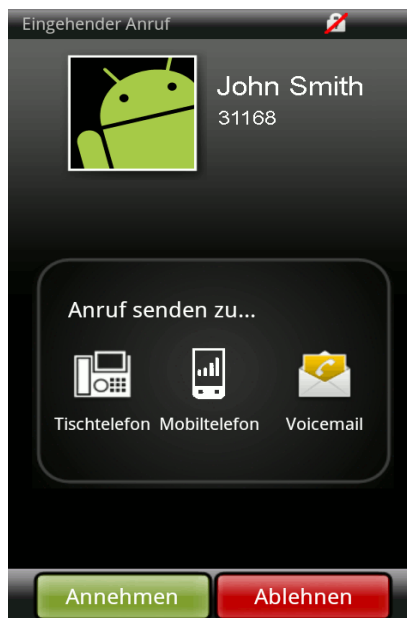 Eingehender Anruf
John Smith
31168
Anruf senden zu...
Tischtelefon Mobiltelefon Voicemail
Annehmen Ablehnen